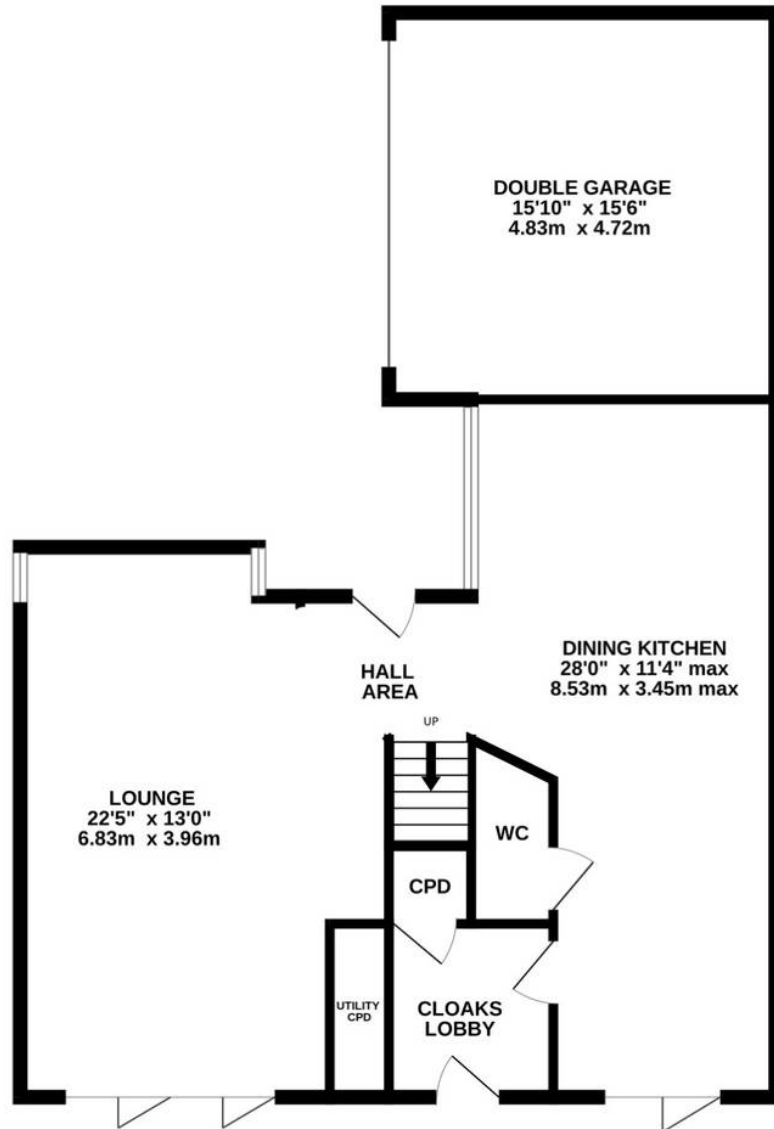 DOUBLE GARAGE
15'10" x 15'6"
4.83m x 4.72m
DINING KITCHEN
28'0" x 11'4" max
8.53m x 3.45m max
HALL
AREA
UP
LOUNGE
22'5" x 13'0"
6.83m x 3.96m
WC
CPD
UTILITY
CPD
CLOAKS
LOBBY